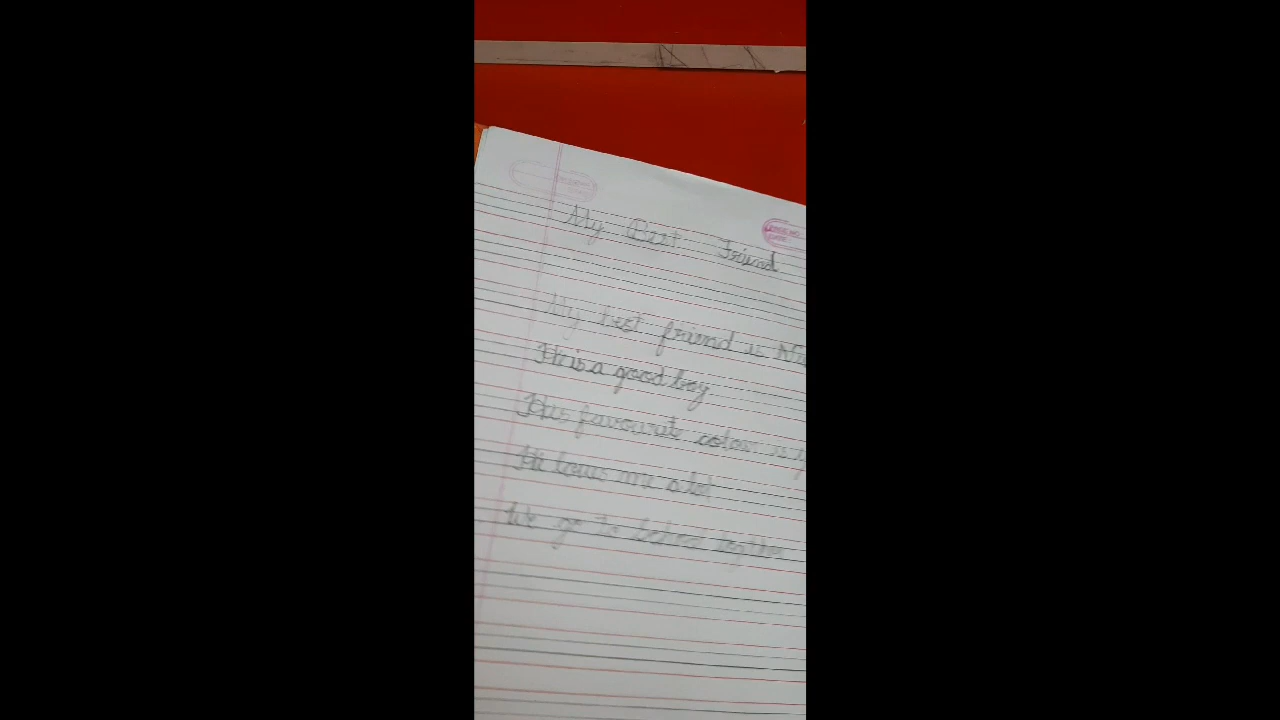 My Best Friend
My best friend is
He is a good boy
His favourite colour is
He loves me a lot
We go to school together